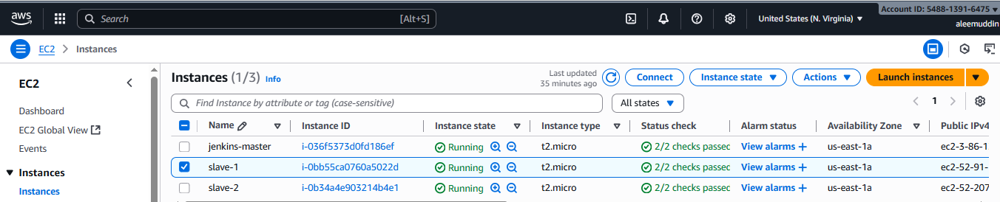 aws Search [Alt+S] United States (N. Virginia) Account ID: 5488-1391-6475
aleemuddin
EC2 > Instances
EC2
Dashboard
EC2 Global View
Events
Instances
Instances
Instances (1/3) Info
Last updated
35 minutes ago
Connect Instance state Actions Launch instances
Find Instance by attribute or tag (case-sensitive) All states 1
Name Instance ID Instance state Instance type Status check Alarm status Availability Zone Public IPv4
jenkins-master i-036f5373d0fd186ef Running t2.micro 2/2 checks passed View alarms + us-east-1a ec2-3-86-1
slave-1 i-0bb55ca0760a5022d Running t2.micro 2/2 checks passed View alarms + us-east-1a ec2-52-91-
slave-2 i-0b34a4e903214b4e1 Running t2.micro 2/2 checks passed View alarms + us-east-1a ec2-52-207